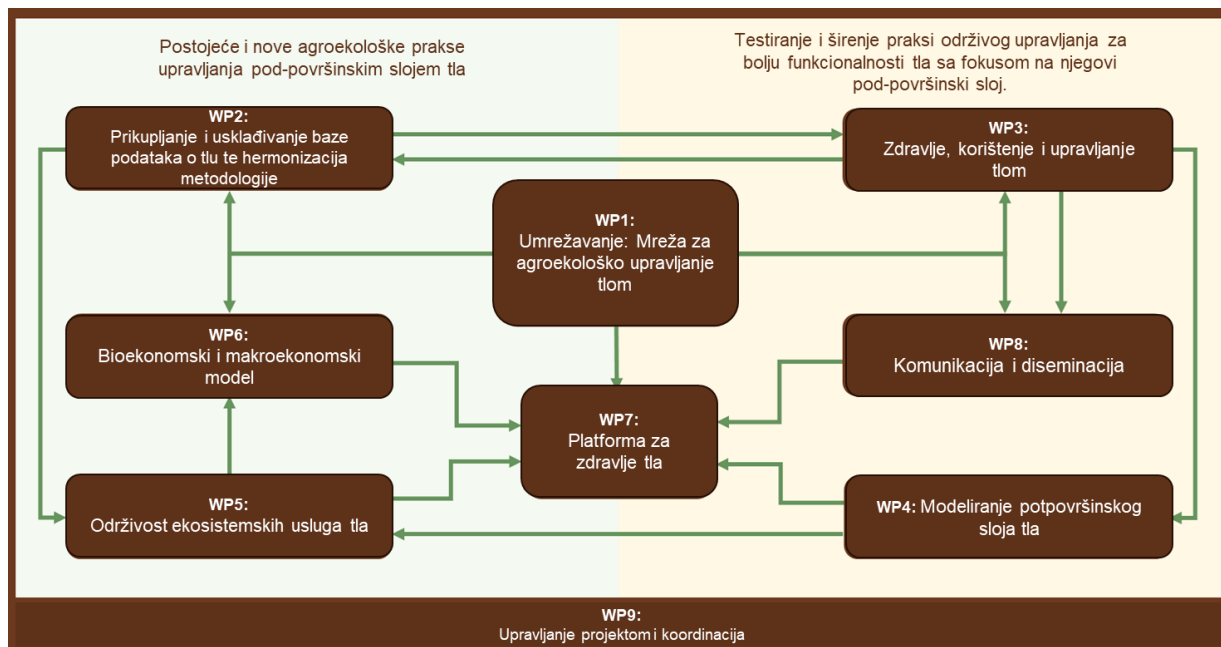 Postojeće i nove agroekološke prakse
upravljanja pod-površinskim slojem tla
Testiranje i širenje praksi održivog upravljanja za
bolju funkcionalnosti tla sa fokusom na njegovi
pod-površinski sloj.
WP2:
Prikupljanje i usklađivanje baze
podataka o tlu te hermonizacija
metodologije
WP3:
Zdravlje, korištenje i upravljanje
tlom
WP1:
Umrežavanje: Mreža za
agroekološko upravljanje
tlom
WP6:
Bioekonomski i makroekonomski
model
WP8:
Komunikacija i diseminacija
WP7:
Platforma za
zdravlje tla
WP5:
Održivost ekosistemskih usluga tla
WP4: Modeliranje potpovršinskog
sloja tla
WP9:
Upravljanje projektom i koordinacija